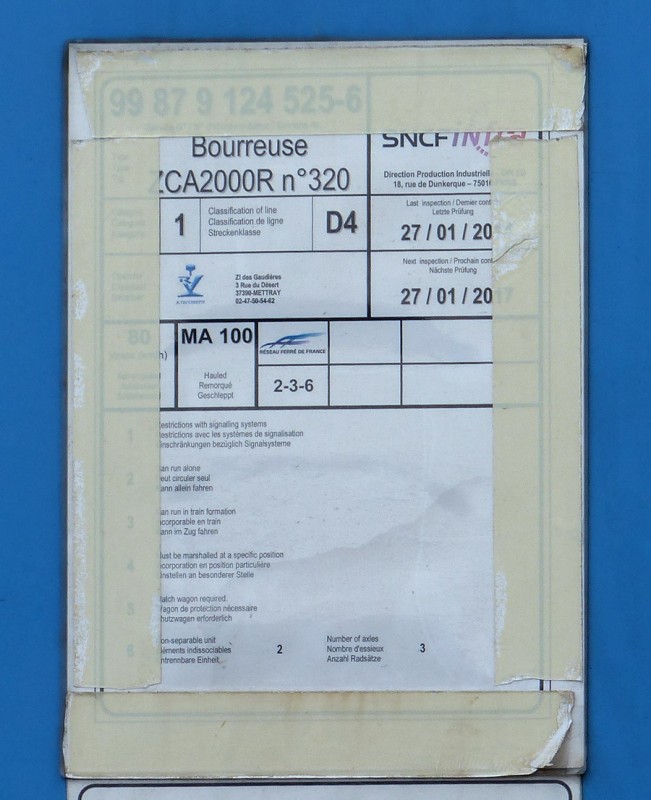 99 87 9 124 525-6
Bourreuse
ZCA2000R n°320
SNCF INFRA
Direction Production Industriell
18, rue de Dunkerque – 7501
1
Classification of line
Classification de ligne
Streckenklasse
D4
Last inspection / Dernier cont
Letzte Prüfung
27 / 01 / 20
Next inspection / Prochain con
Nächste Prüfung
27 / 01 / 2017
ZI des Gaudières
3 Rue du Désert
37390-METTRAY
02-47-50-54-62
80
MA 100
RÉSEAU FERRÉ DE FRANCE
Hauled
Remorqué
Geschleppt
2-3-6
1
estrictions with signalling systems
estrictions avec les systèmes de signalisation
inschränkungen bezüglich Signalsysteme
2
an run alone
eut circuler seul
ann allein fahren
3
an run in train formation
corporable en train
ann im Zug fahren
4
ust be marshalled at a specific position
corporation en position particulière
instellen an besonderer Stelle
5
atch wagon required.
agon de protection nécessaire
hutzwagen erforderlich
6
on-separable unit
éments indissociables
ntrennbare Einheit
2
Number of axles
Nombre d'essieux
Anzahl Radsätze
3